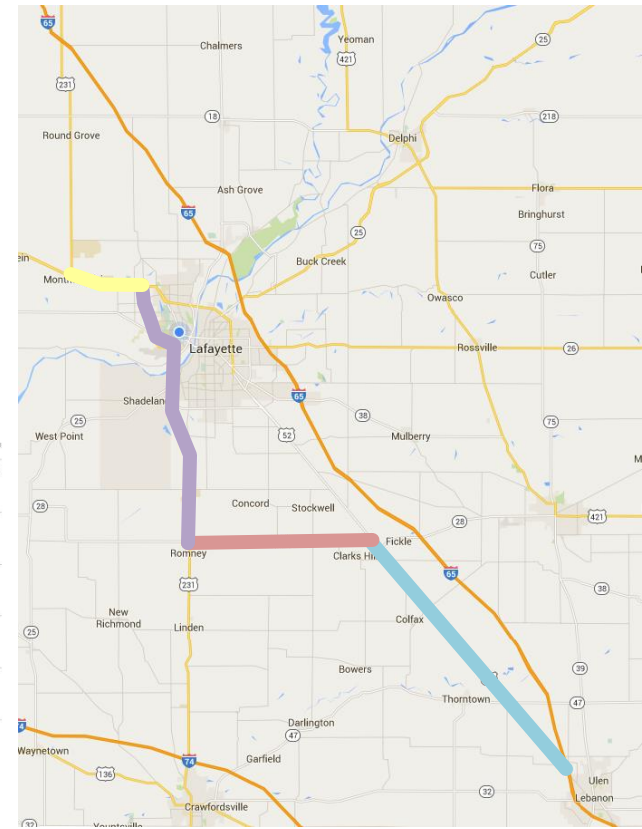 65
Yeoman
Chalmers
25
421
231
18
218
Round Grove
Delphi
Ash Grove
Flora
65
Bringhurst
25
75
Buck Creek
Cutler
Owasco
Lafayette
Rossville
26
65
38
25
75
52
West Point
Mulberry
28
Concord
Stockwell
421
28
Fickle
Romney
Clarks Hill
65
231
38
New
Richmond
Linden
Colfax
25
Bowers
39
Thorntown
47
Darlington
47
Waynetown
Garfield
74
136
Ulen
32
Lebanon
Crawfordsville
32